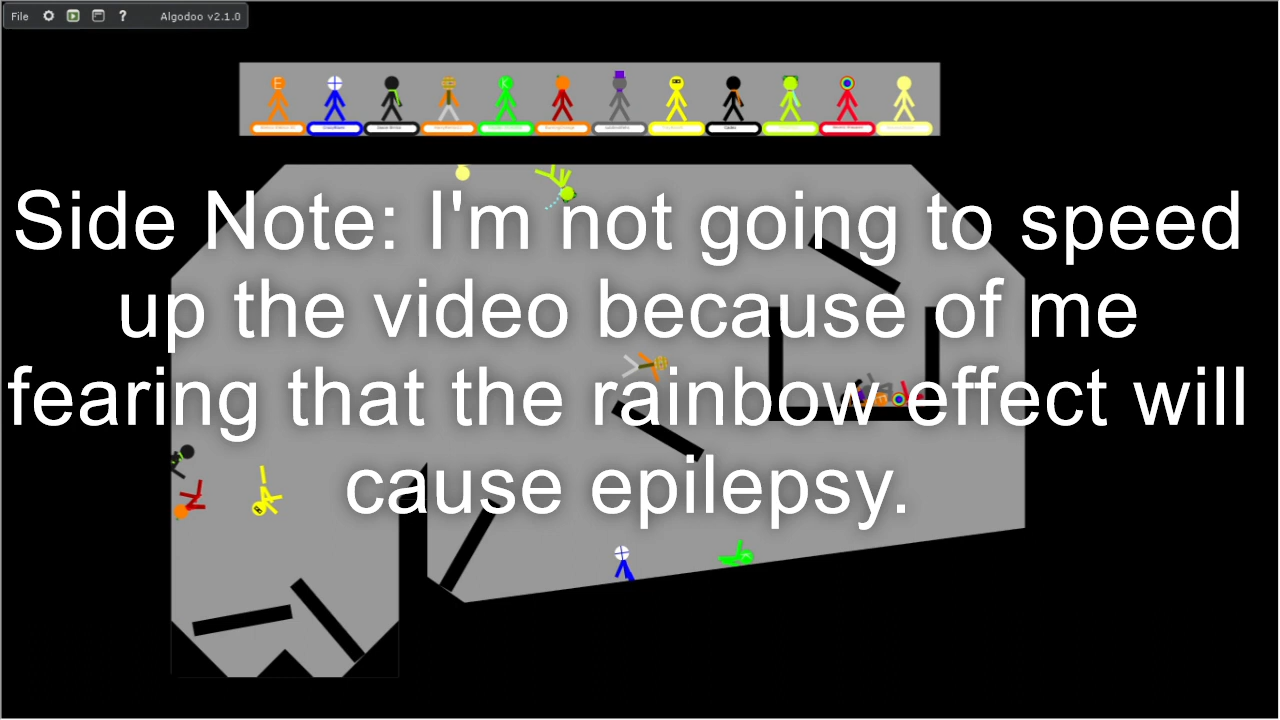 File ? Algodoo v2.1.0
E K
Side Note: I'm not going to speed
up the video because of me
fearing that the rainbow effect will
cause epilepsy.